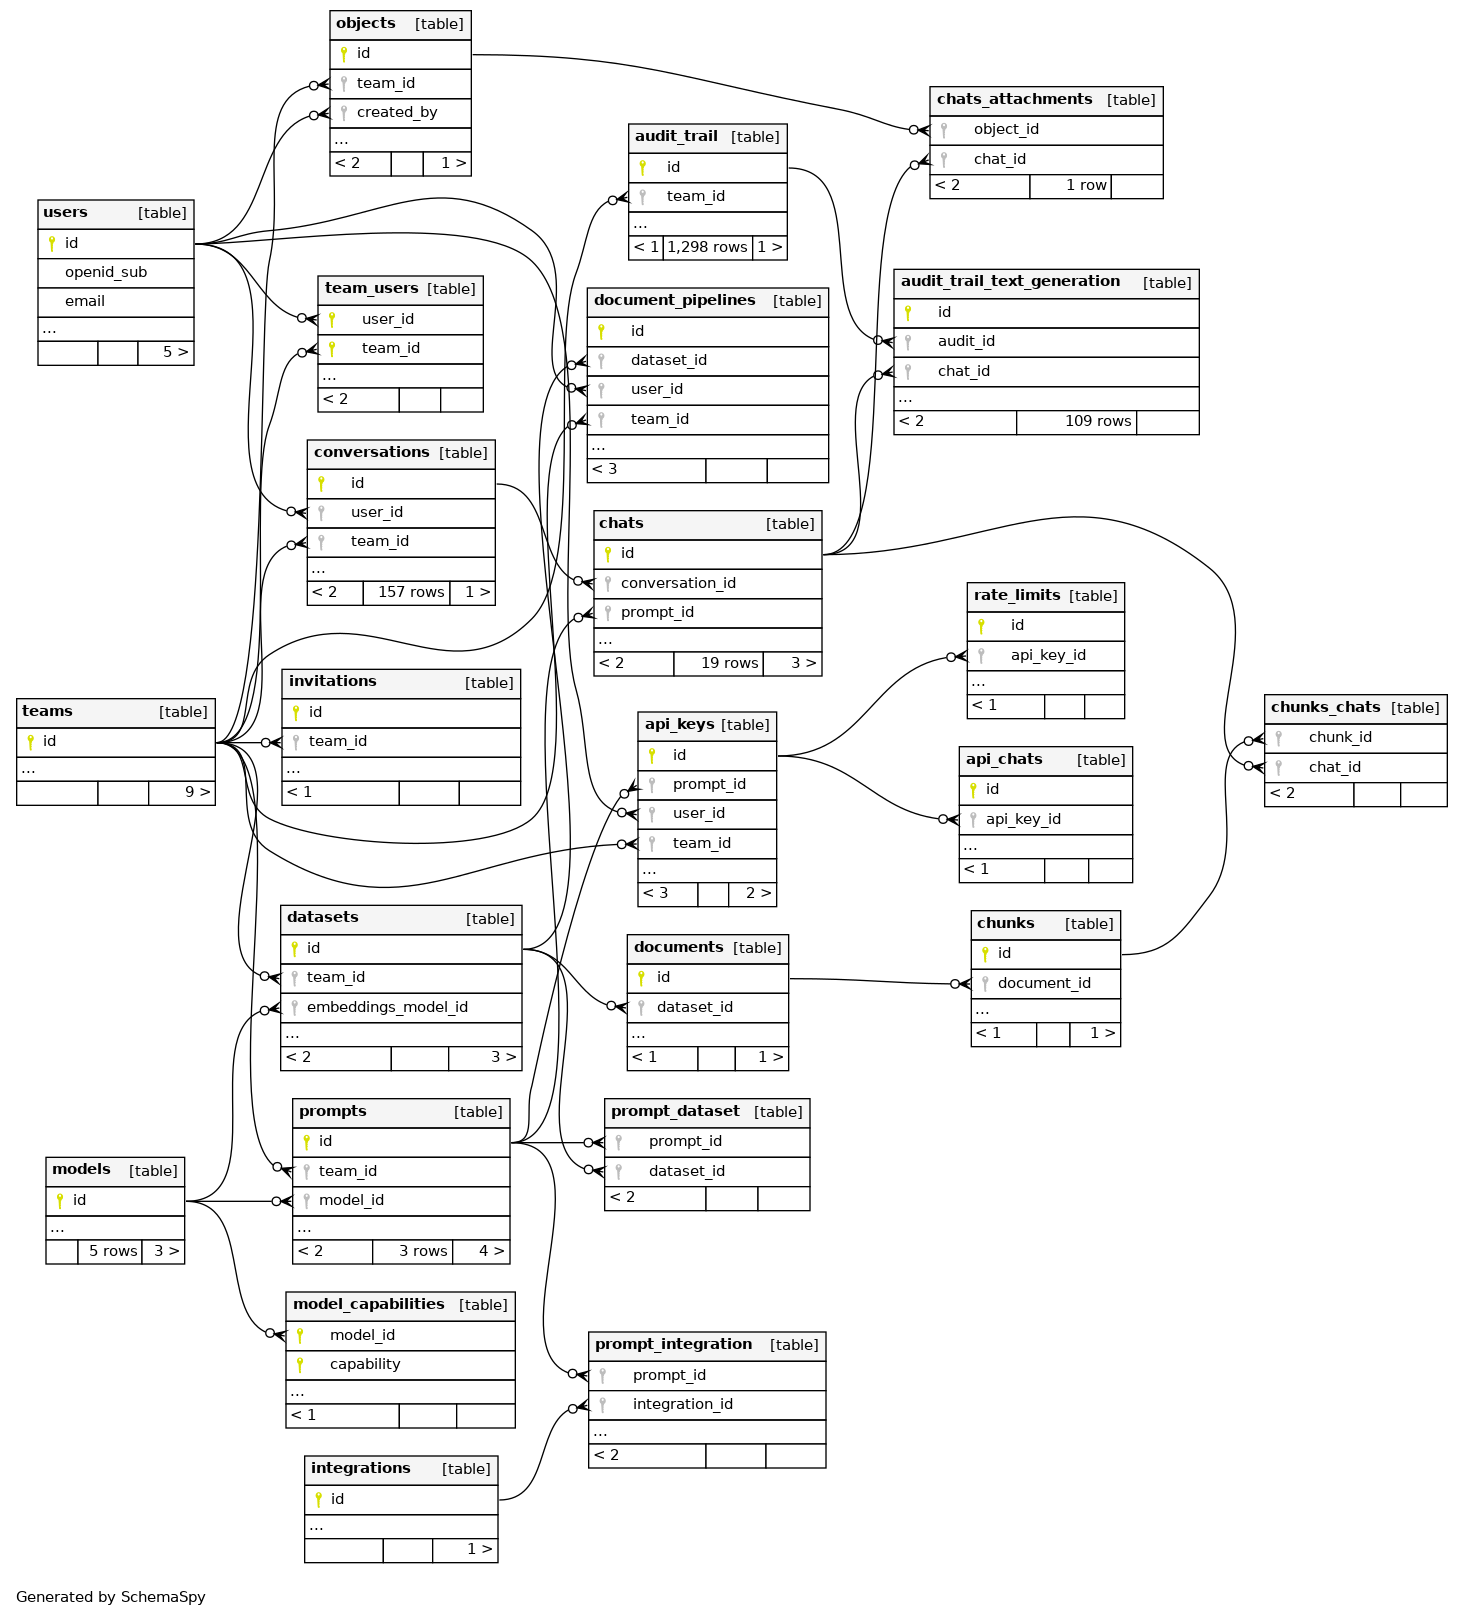 objects [table]
id
team_id
created_by
...
< 2 1 >
users [table]
id
openid_sub
email
...
5 >
team_users [table]
user_id
team_id
...
< 2
conversations [table]
id
user_id
team_id
...
< 2 157 rows 1 >
teams [table]
id
...
9 >
invitations [table]
id
team_id
...
< 1
datasets [table]
id
team_id
embeddings_model_id
...
< 2 3 >
models [table]
id
...
5 rows 3 >
prompts [table]
id
team_id
model_id
...
< 2 3 rows 4 >
model_capabilities [table]
model_id
capability
...
< 1
integrations [table]
id
...
1 >
audit_trail [table]
id
team_id
...
< 1 1,298 rows 1 >
document_pipelines [table]
id
dataset_id
user_id
team_id
...
< 3
chats [table]
id
conversation_id
prompt_id
...
< 2 19 rows 3 >
api_keys [table]
id
prompt_id
user_id
team_id
...
< 3 2 >
documents [table]
id
dataset_id
...
< 1 1 >
prompt_dataset [table]
prompt_id
dataset_id
< 2
prompt_integration [table]
prompt_id
integration_id
...
< 2
chats_attachments [table]
object_id
chat_id
< 2 1 row
audit_trail_text_generation [table]
id
audit_id
chat_id
...
< 2 109 rows
rate_limits [table]
id
api_key_id
...
< 1
api_chats [table]
id
api_key_id
...
< 1
chunks [table]
id
document_id
...
< 1 1 >
chunks_chats [table]
chunk_id
chat_id
< 2
Generated by SchemaSpy